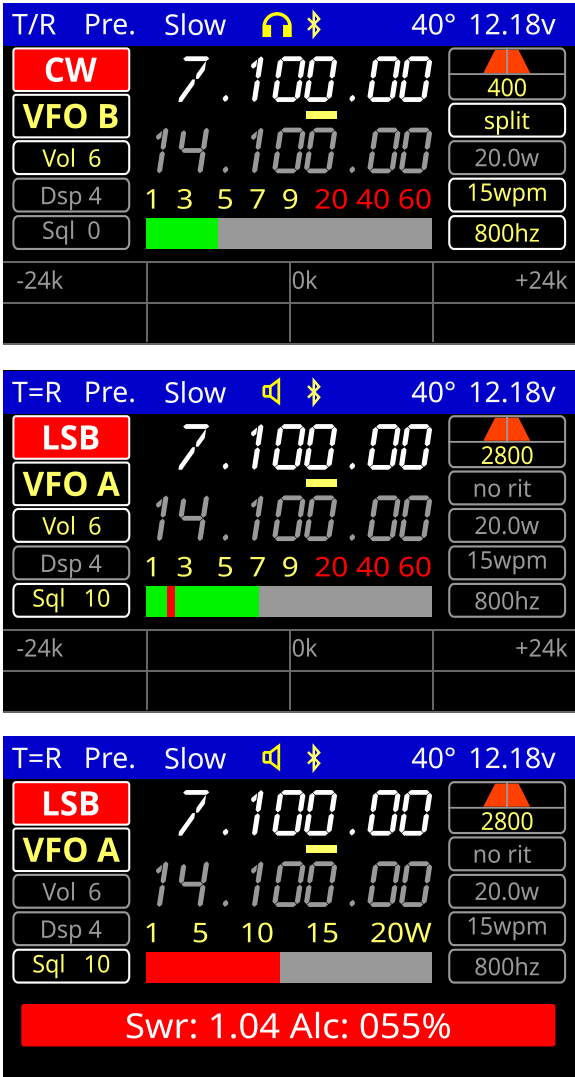 T/R Pre. Slow 40° 12.18v
CW 7.100.00 400
VFO B split
14.100.00
Vol 6 20.0w
Dsp 4 1 3 5 7 9 20 40 60 15wpm
Sql 0 800hz
-24k 0k +24k
T=R Pre. Slow 40° 12.18v
LSB 7.100.00 2800
VFO A no rit
14.100.00
Vol 6 20.0w
Dsp 4 1 3 5 7 9 20 40 60 15wpm
Sql 10 800hz
-24k 0k +24k
T=R Pre. Slow 40° 12.18v
LSB 7.100.00 2800
VFO A no rit
14.100.00
Vol 6 20.0w
Dsp 4 1 5 10 15 20W 15wpm
Sql 10 800hz
Swr: 1.04 Alc: 055%